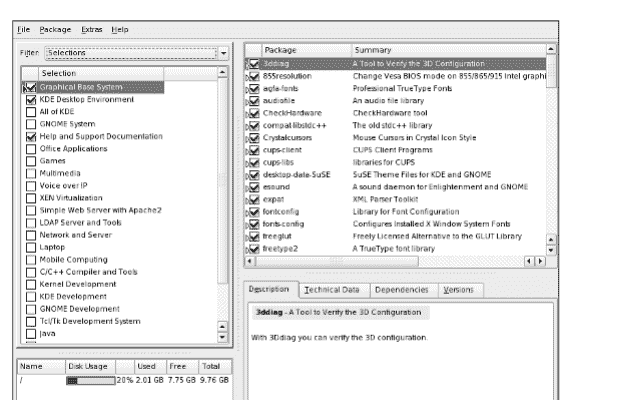 File Package Extras Help
Filter: Selections
Selection
Graphical Base System
KDE Desktop Environment
All of KDE
GNOME System
Help and Support Documentation
Office Applications
Games
Multimedia
Voice over IP
XEN Virtualization
Simple Web Server with Apache2
LDAP Server and Tools
Network and Server
Laptop
Mobile Computing
C/C++ Compiler and Tools
Kernel Development
KDE Development
GNOME Development
Tcl/Tk Development System
Java
Name Disk Usage Used Free Total
/ 20% 2.01 GB 7.75 GB 9.76 GB
Package Summary
3ddiag A Tool to Verify the 3D Configuration
855resolution Change Vesa BIOS mode on 855/865/915 Intel graphi
agfa-fonts Professional TrueType Fonts
audiofile An audio file library
CheckHardware CheckHardware tool
compat-libstdc++ The old stdc++ library
Crystalcursors Mouse Cursors in Crystal Icon Style
cups-client CUPS Client Programs
cups-libs libraries for CUPS
desktop-data-SuSE SuSE Theme Files for KDE and GNOME
esound A sound daemon for Enlightenment and GNOME
expat XML Parser Toolkit
fontconfig Library for Font Configuration
fonts-config Configures Installed X Window System Fonts
freeglut Freely Licensed Alternative to the GLUT Library
freetype2 A TrueType font library
Description Technical Data Dependencies Versions
3ddiag - A Tool to Verify the 3D Configuration
With 3Ddiag you can verify the 3D configuration.